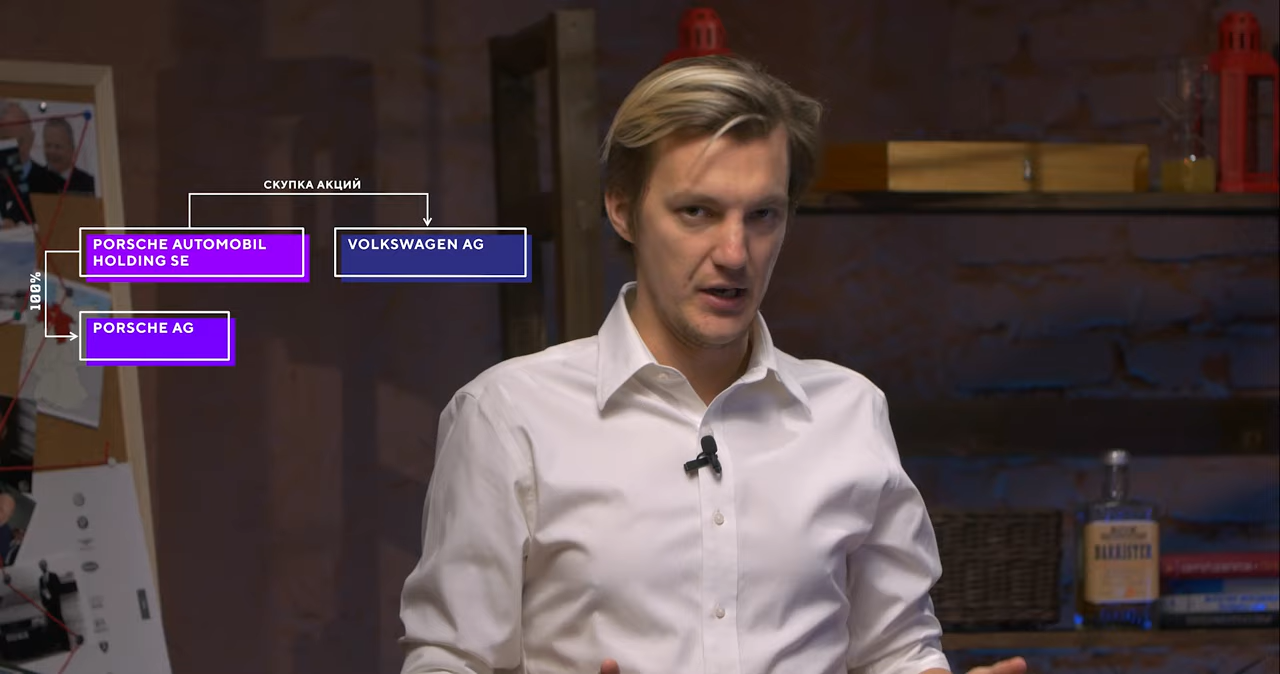 СКУПКА АКЦИЙ
PORSCHE AUTOMOBIL
HOLDING SE
VOLKSWAGEN AG
100%
PORSCHE AG
BARRISTER